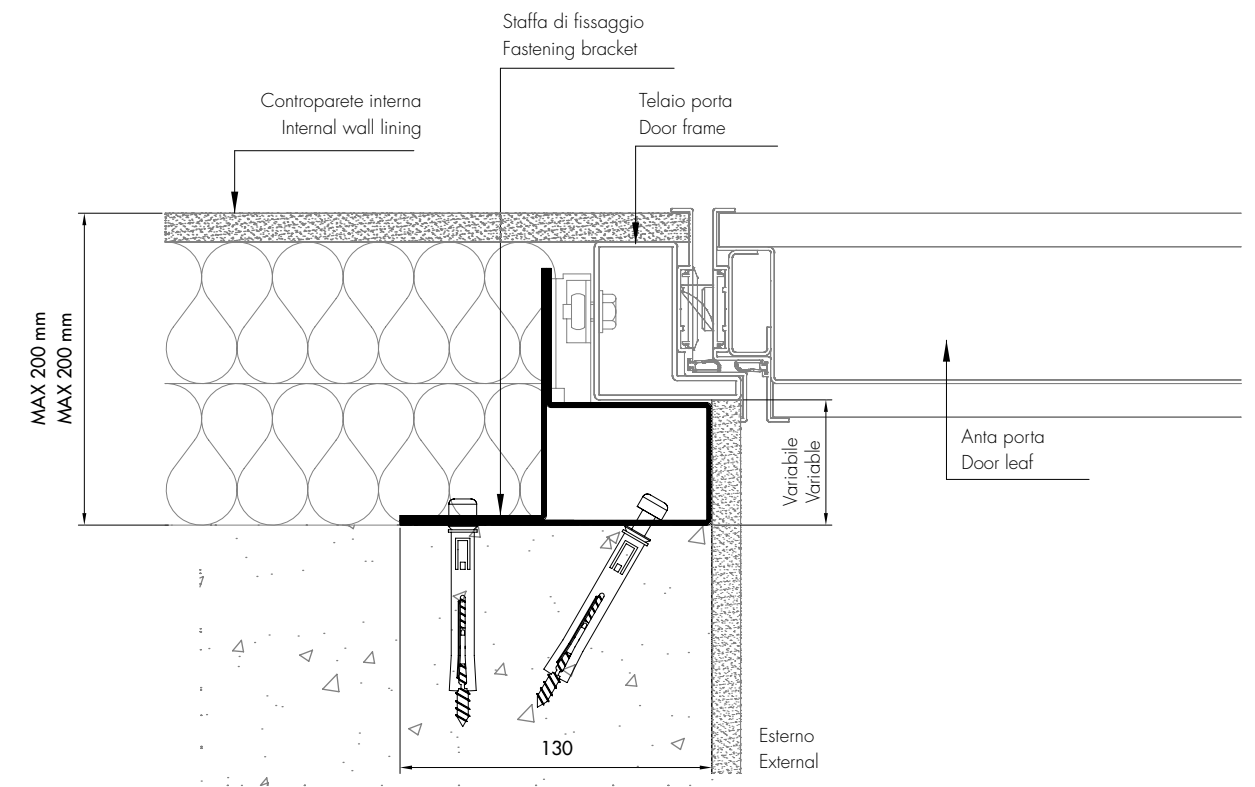 Staffa di fissaggio
Fastening bracket
Controparete interna
Internal wall lining
Telaio porta
Door frame
MAX 200 mm
MAX 200 mm
Variabile
Variable
Anta porta
Door leaf
130
Esterno
External